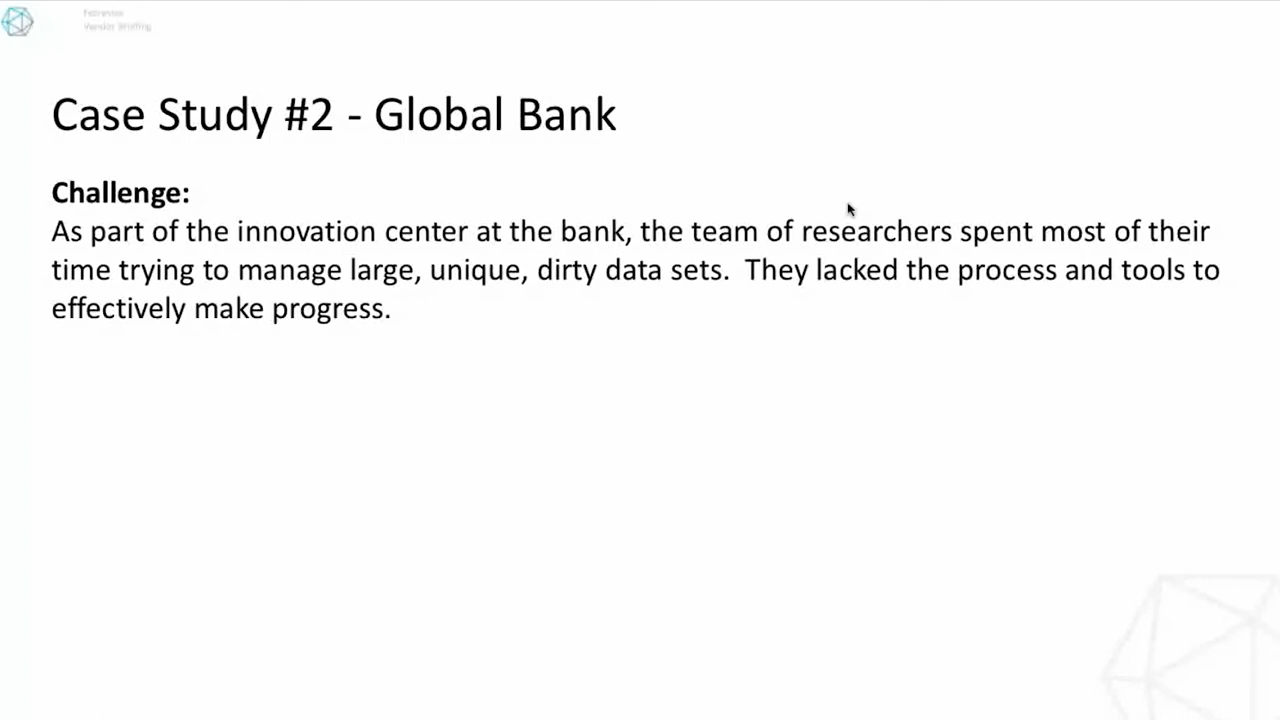 Vendor Briefing
Case Study #2 - Global Bank
Challenge:
As part of the innovation center at the bank, the team of researchers spent most of their
time trying to manage large, unique, dirty data sets.  They lacked the process and tools to
effectively make progress.